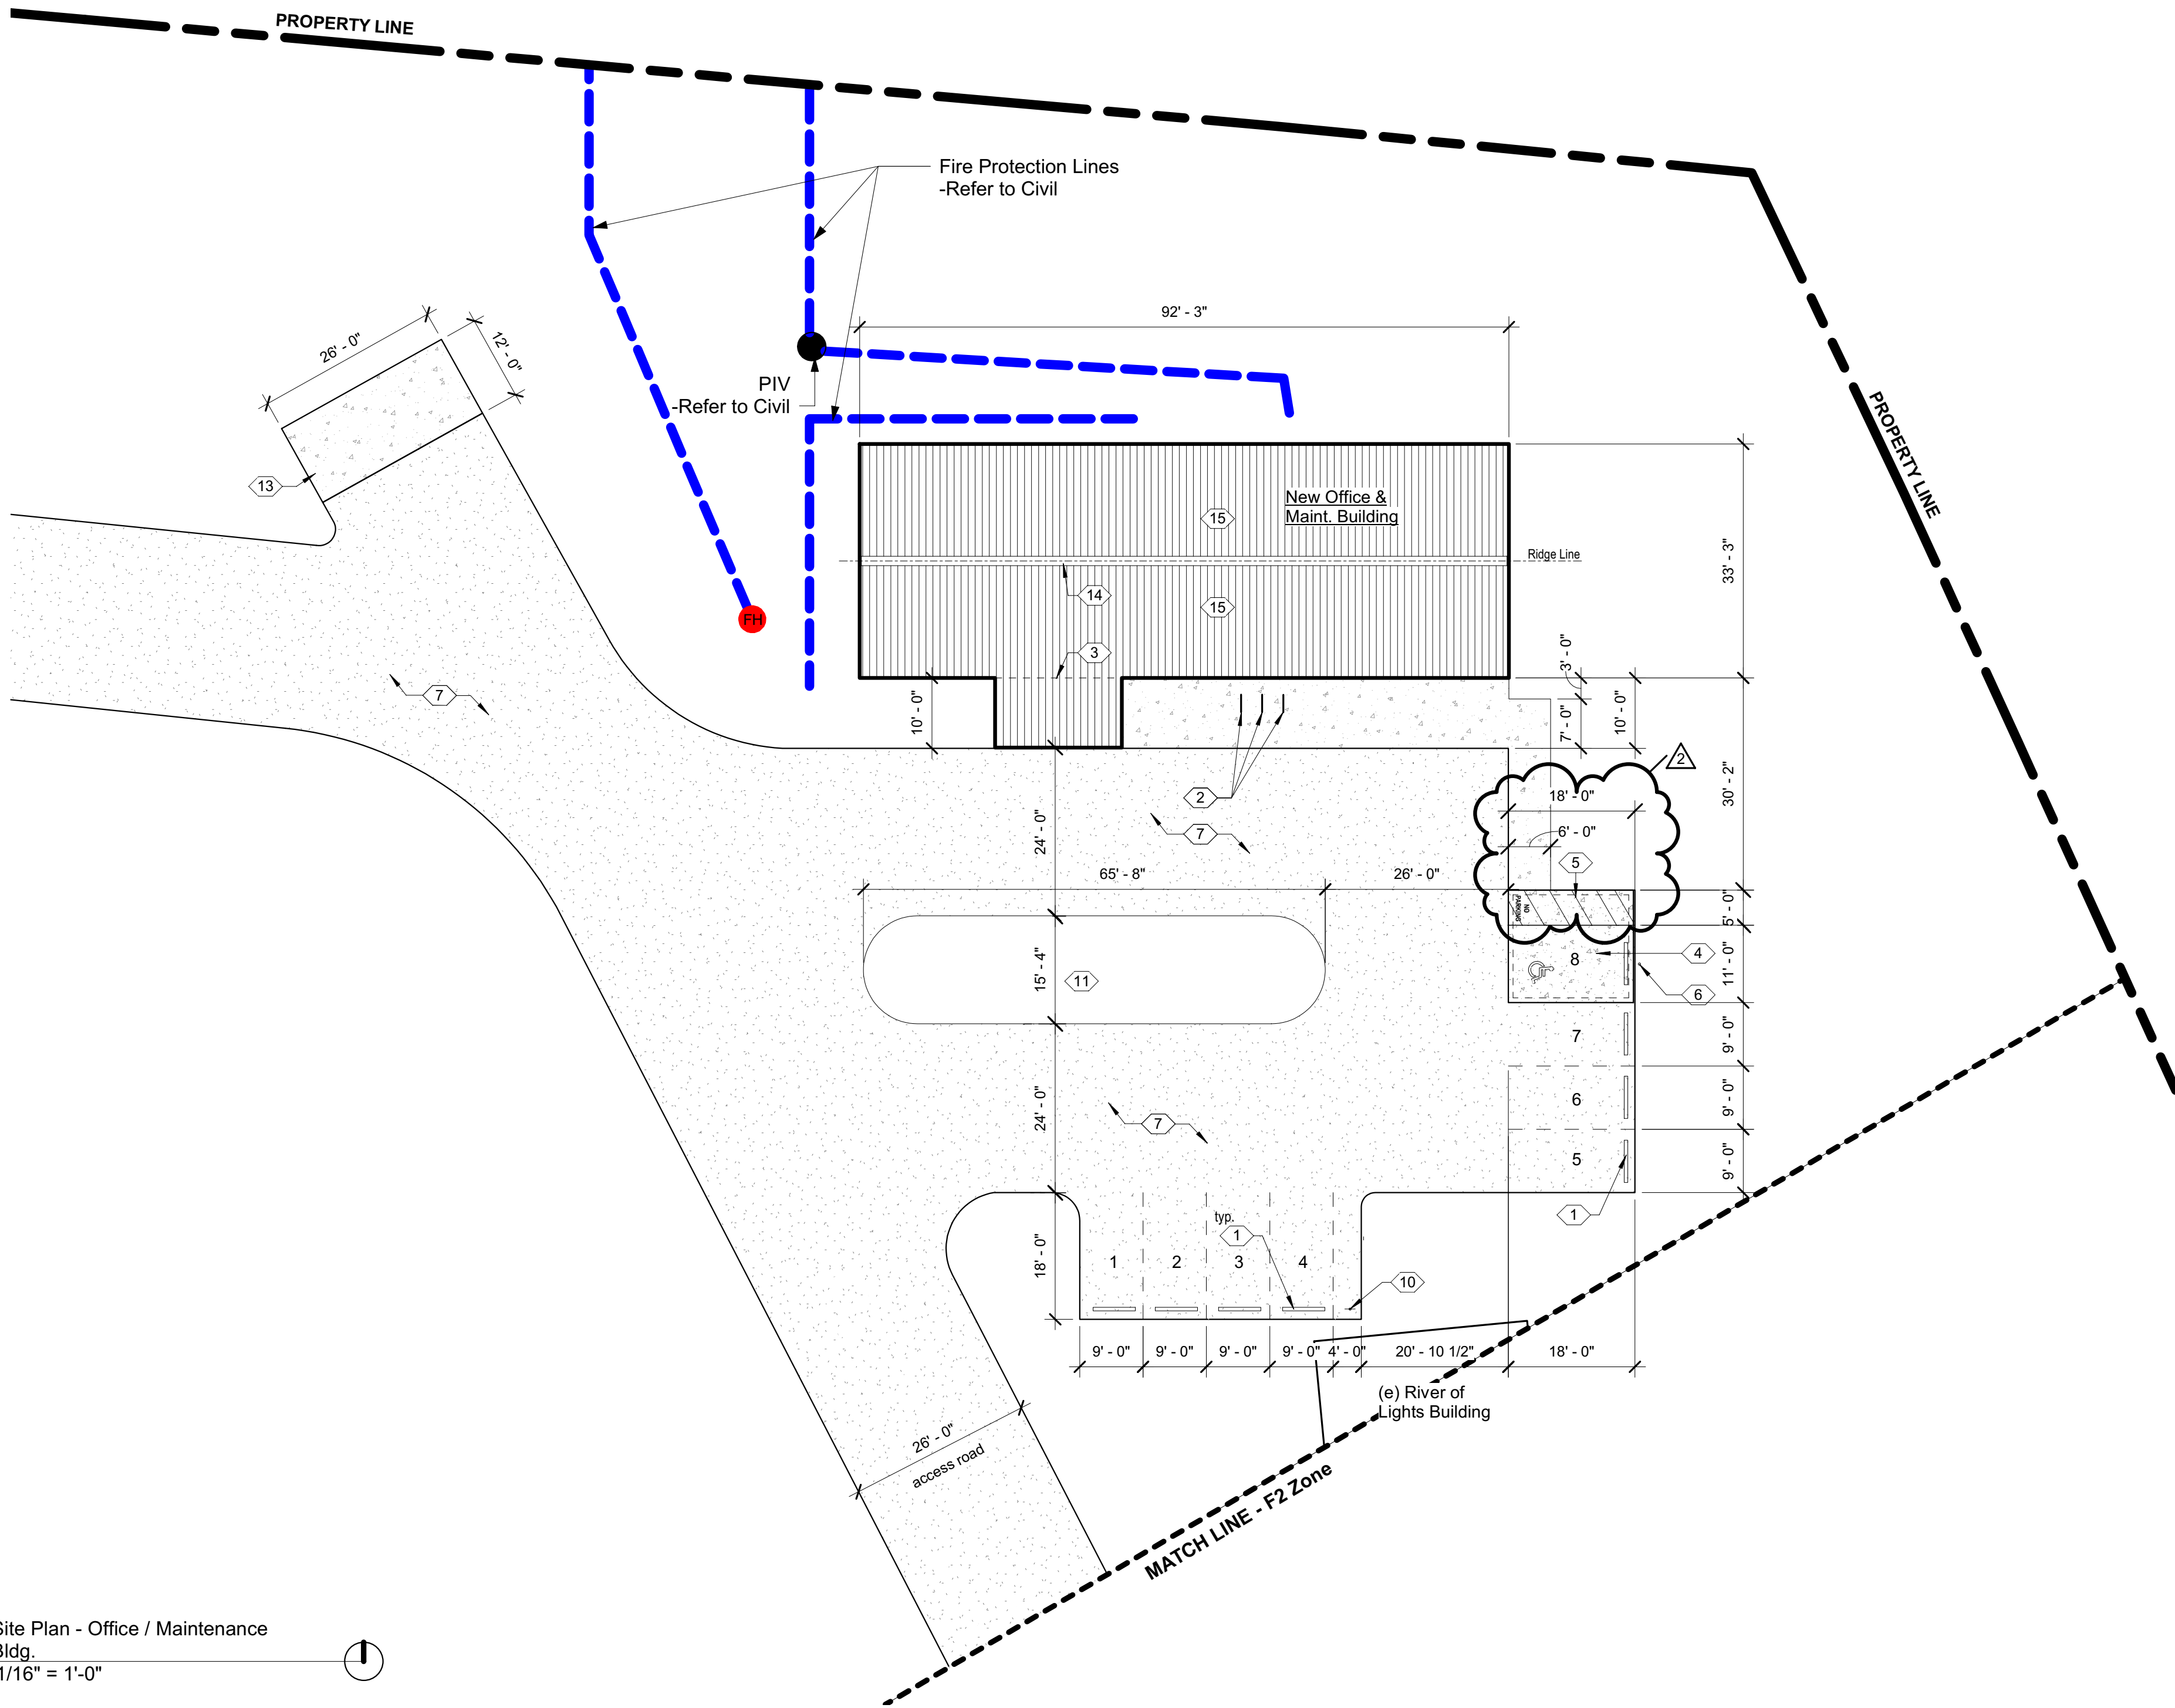 PROPERTY LINE
Fire Protection Lines
-Refer to Civil
92' - 3"
26' - 0"
12' - 0"
PIV
-Refer to Civil
PROPERTY LINE
13
New Office &
Maint. Building
15
Ridge Line
33' - 3"
14
15
FH
3
3' - 0"
7
10' - 0"
7' - 0"
10' - 0"
2
30' - 2"
2
18' - 0"
7
24' - 0"
6' - 0"
5
65' - 8"
26' - 0"
NO
PARKING
5' - 0"
8
4
11' - 0"
15' - 4"
11
6
7
9' - 0"
6
9' - 0"
24' - 0"
7
5
9' - 0"
typ.
1
1
18' - 0"
1
2
3
4
10
9' - 0"
9' - 0"
9' - 0"
9' - 0"
4' - 0"
20' - 10 1/2"
18' - 0"
(e) River of
Lights Building
26' - 0"
access road
MATCH LINE - F2 Zone
Site Plan - Office / Maintenance
Bldg.
1/16" = 1'-0"